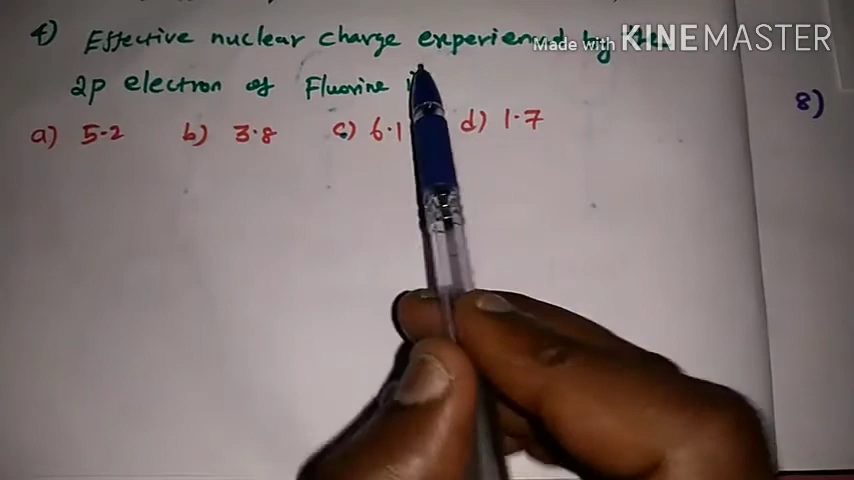 4) Effective nuclear charge experienced by the
Made with KINEMASTER
2p electron of Fluorine
a) 5.2 b) 3.8 c) 6.1 d) 1.7
8)